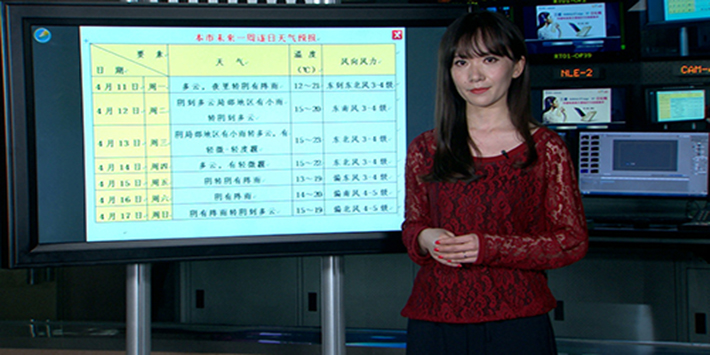 本市未来一周逐日天气预报
要素
日期
天气
温度
(℃)
风向风力
4月11日 周一 多云，夜里转阴有阵雨 12~21 东到东北风3-4级
4月12日 周二 阴到多云局部地区有小雨
转阴到多云 15~20 东南风3-4级
4月13日 周三 阴局部地区有小雨转多云，有
轻微-轻度霾 15~23 东北风3-4级
4月14日 周四 多云，有轻微霾 15~22 东北风3-4级
4月15日 周五 阴转阴有阵雨 13~19 偏东风3-4级
4月16日 周六 阴有阵雨 14~20 偏南风4-5级
4月17日 周日 阴有阵雨转阴到多云 15~19 偏北风4-5级
NLE-2
CAM